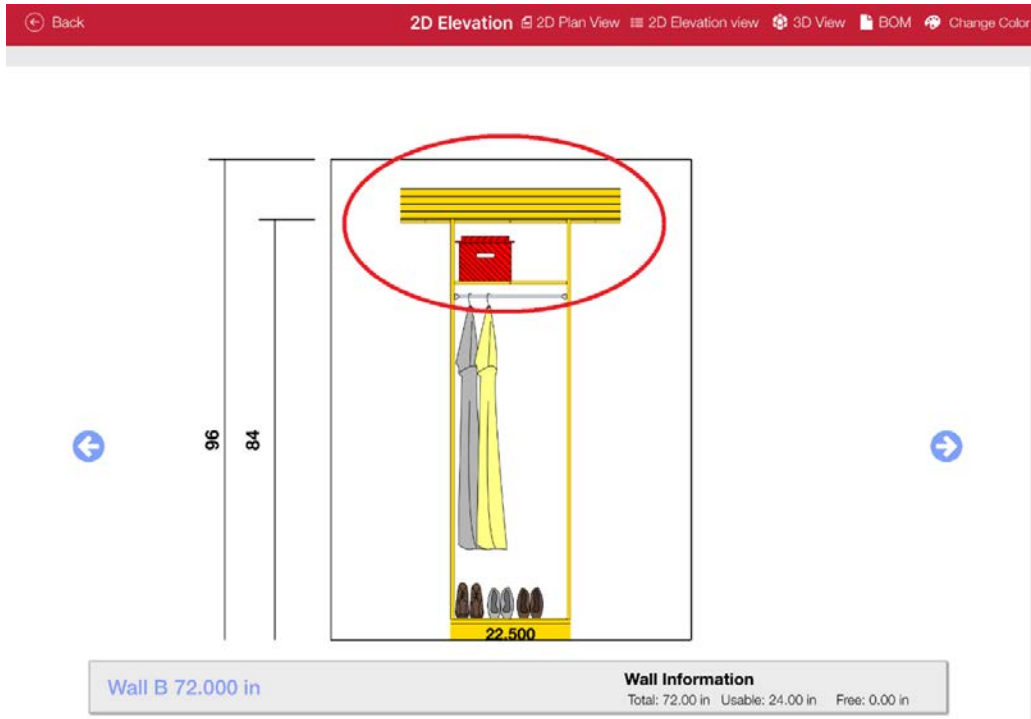 Back 2D Elevation 2D Plan View 2D Elevation view 3D View BOM Change Color
96 84
22.500
Wall B 72.000 in
Wall Information
Total: 72.00 in Usable: 24.00 in Free: 0.00 in